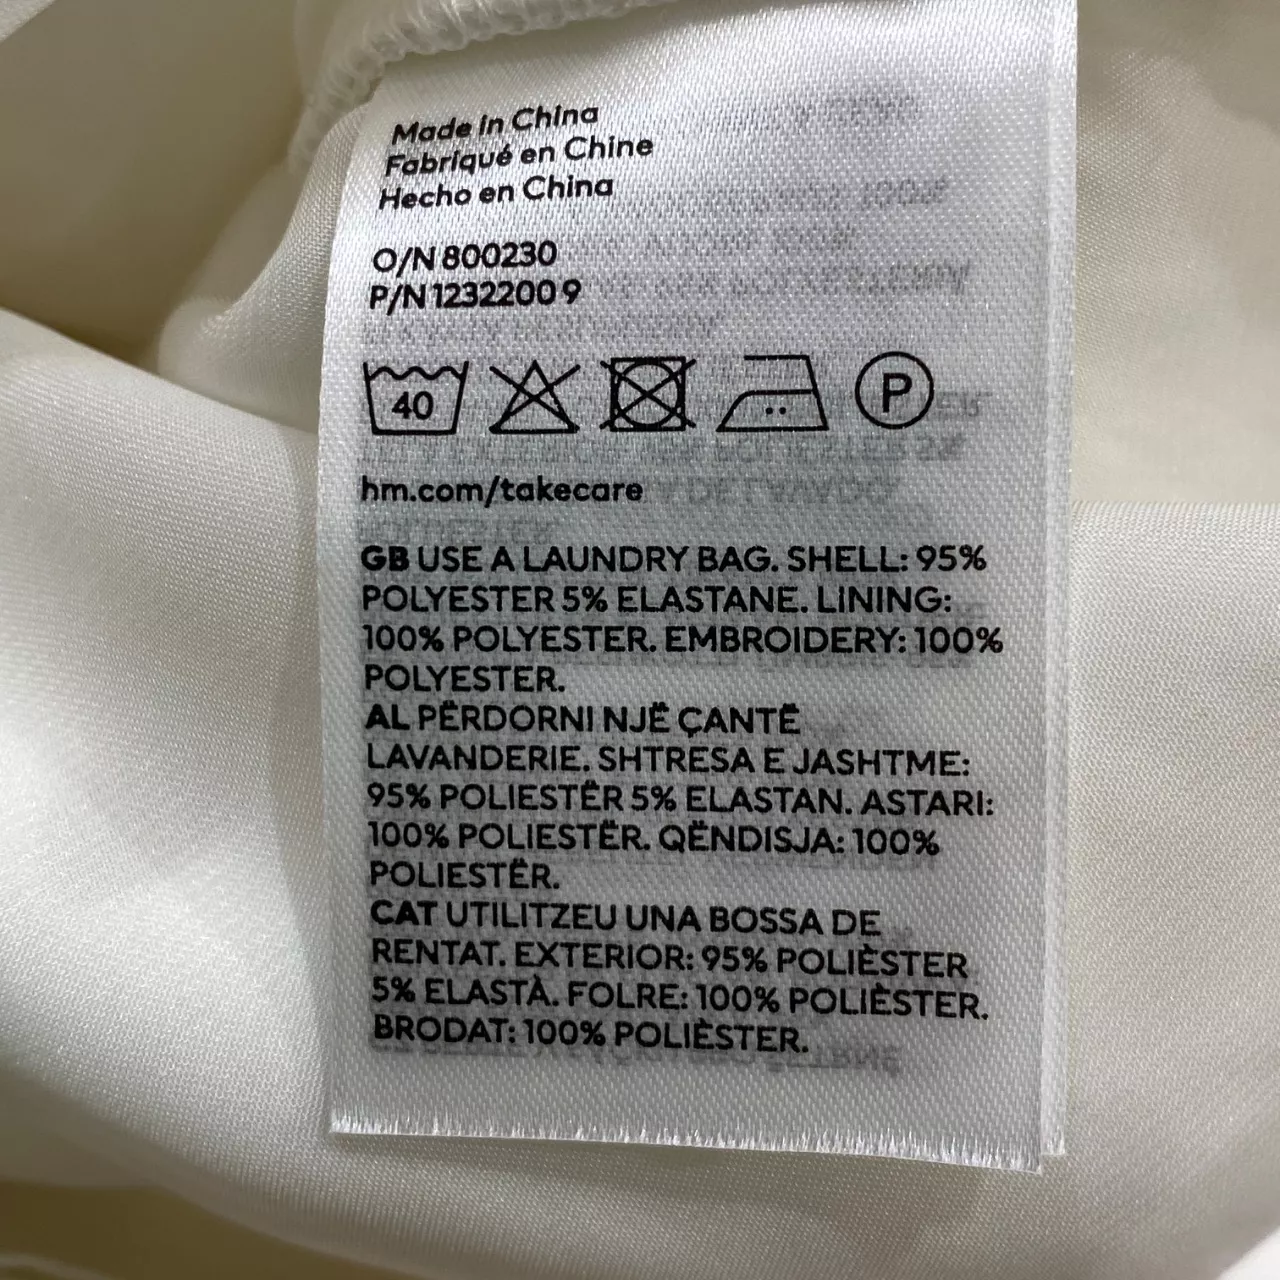 Made in China
Fabriqué en Chine
Hecho en China
O/N 800230
P/N 1232200 9
40
P
hm.com/takecare
GB USE A LAUNDRY BAG. SHELL: 95%
POLYESTER 5% ELASTANE. LINING:
100% POLYESTER. EMBROIDERY: 100%
POLYESTER.
AL PËRDORNI NJË ÇANTË
LAVANDERIE. SHTRESA E JASHTME:
95% POLIESTËR 5% ELASTAN. ASTARI:
100% POLIESTËR. QËNDISJA: 100%
POLIESTËR.
CAT UTILITZEU UNA BOSSA DE
RENTAT. EXTERIOR: 95% POLIÈSTER
5% ELASTÀ. FOLRE: 100% POLIÈSTER.
BRODAT: 100% POLIÈSTER.